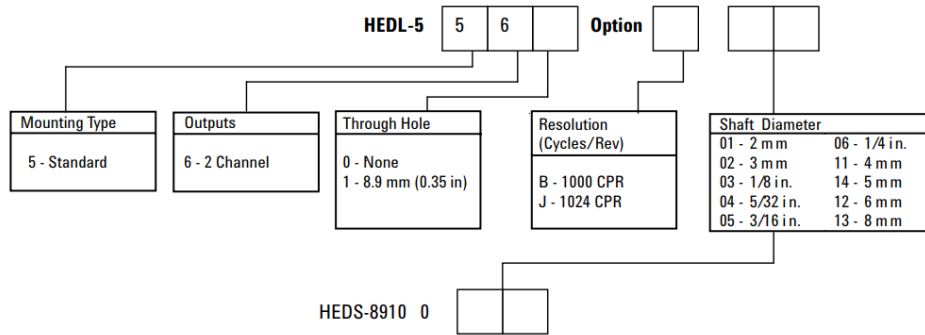 HEDL-5 5 6 Option
Mounting Type
5 - Standard
Outputs
6 - 2 Channel
Through Hole
0 - None
1 - 8.9 mm (0.35 in)
Resolution
(Cycles/Rev)
B - 1000 CPR
J - 1024 CPR
Shaft Diameter
01 - 2 mm 06 - 1/4 in.
02 - 3 mm 11 - 4 mm
03 - 1/8 in. 14 - 5 mm
04 - 5/32 in. 12 - 6 mm
05 - 3/16 in. 13 - 8 mm
HEDS-8910 0